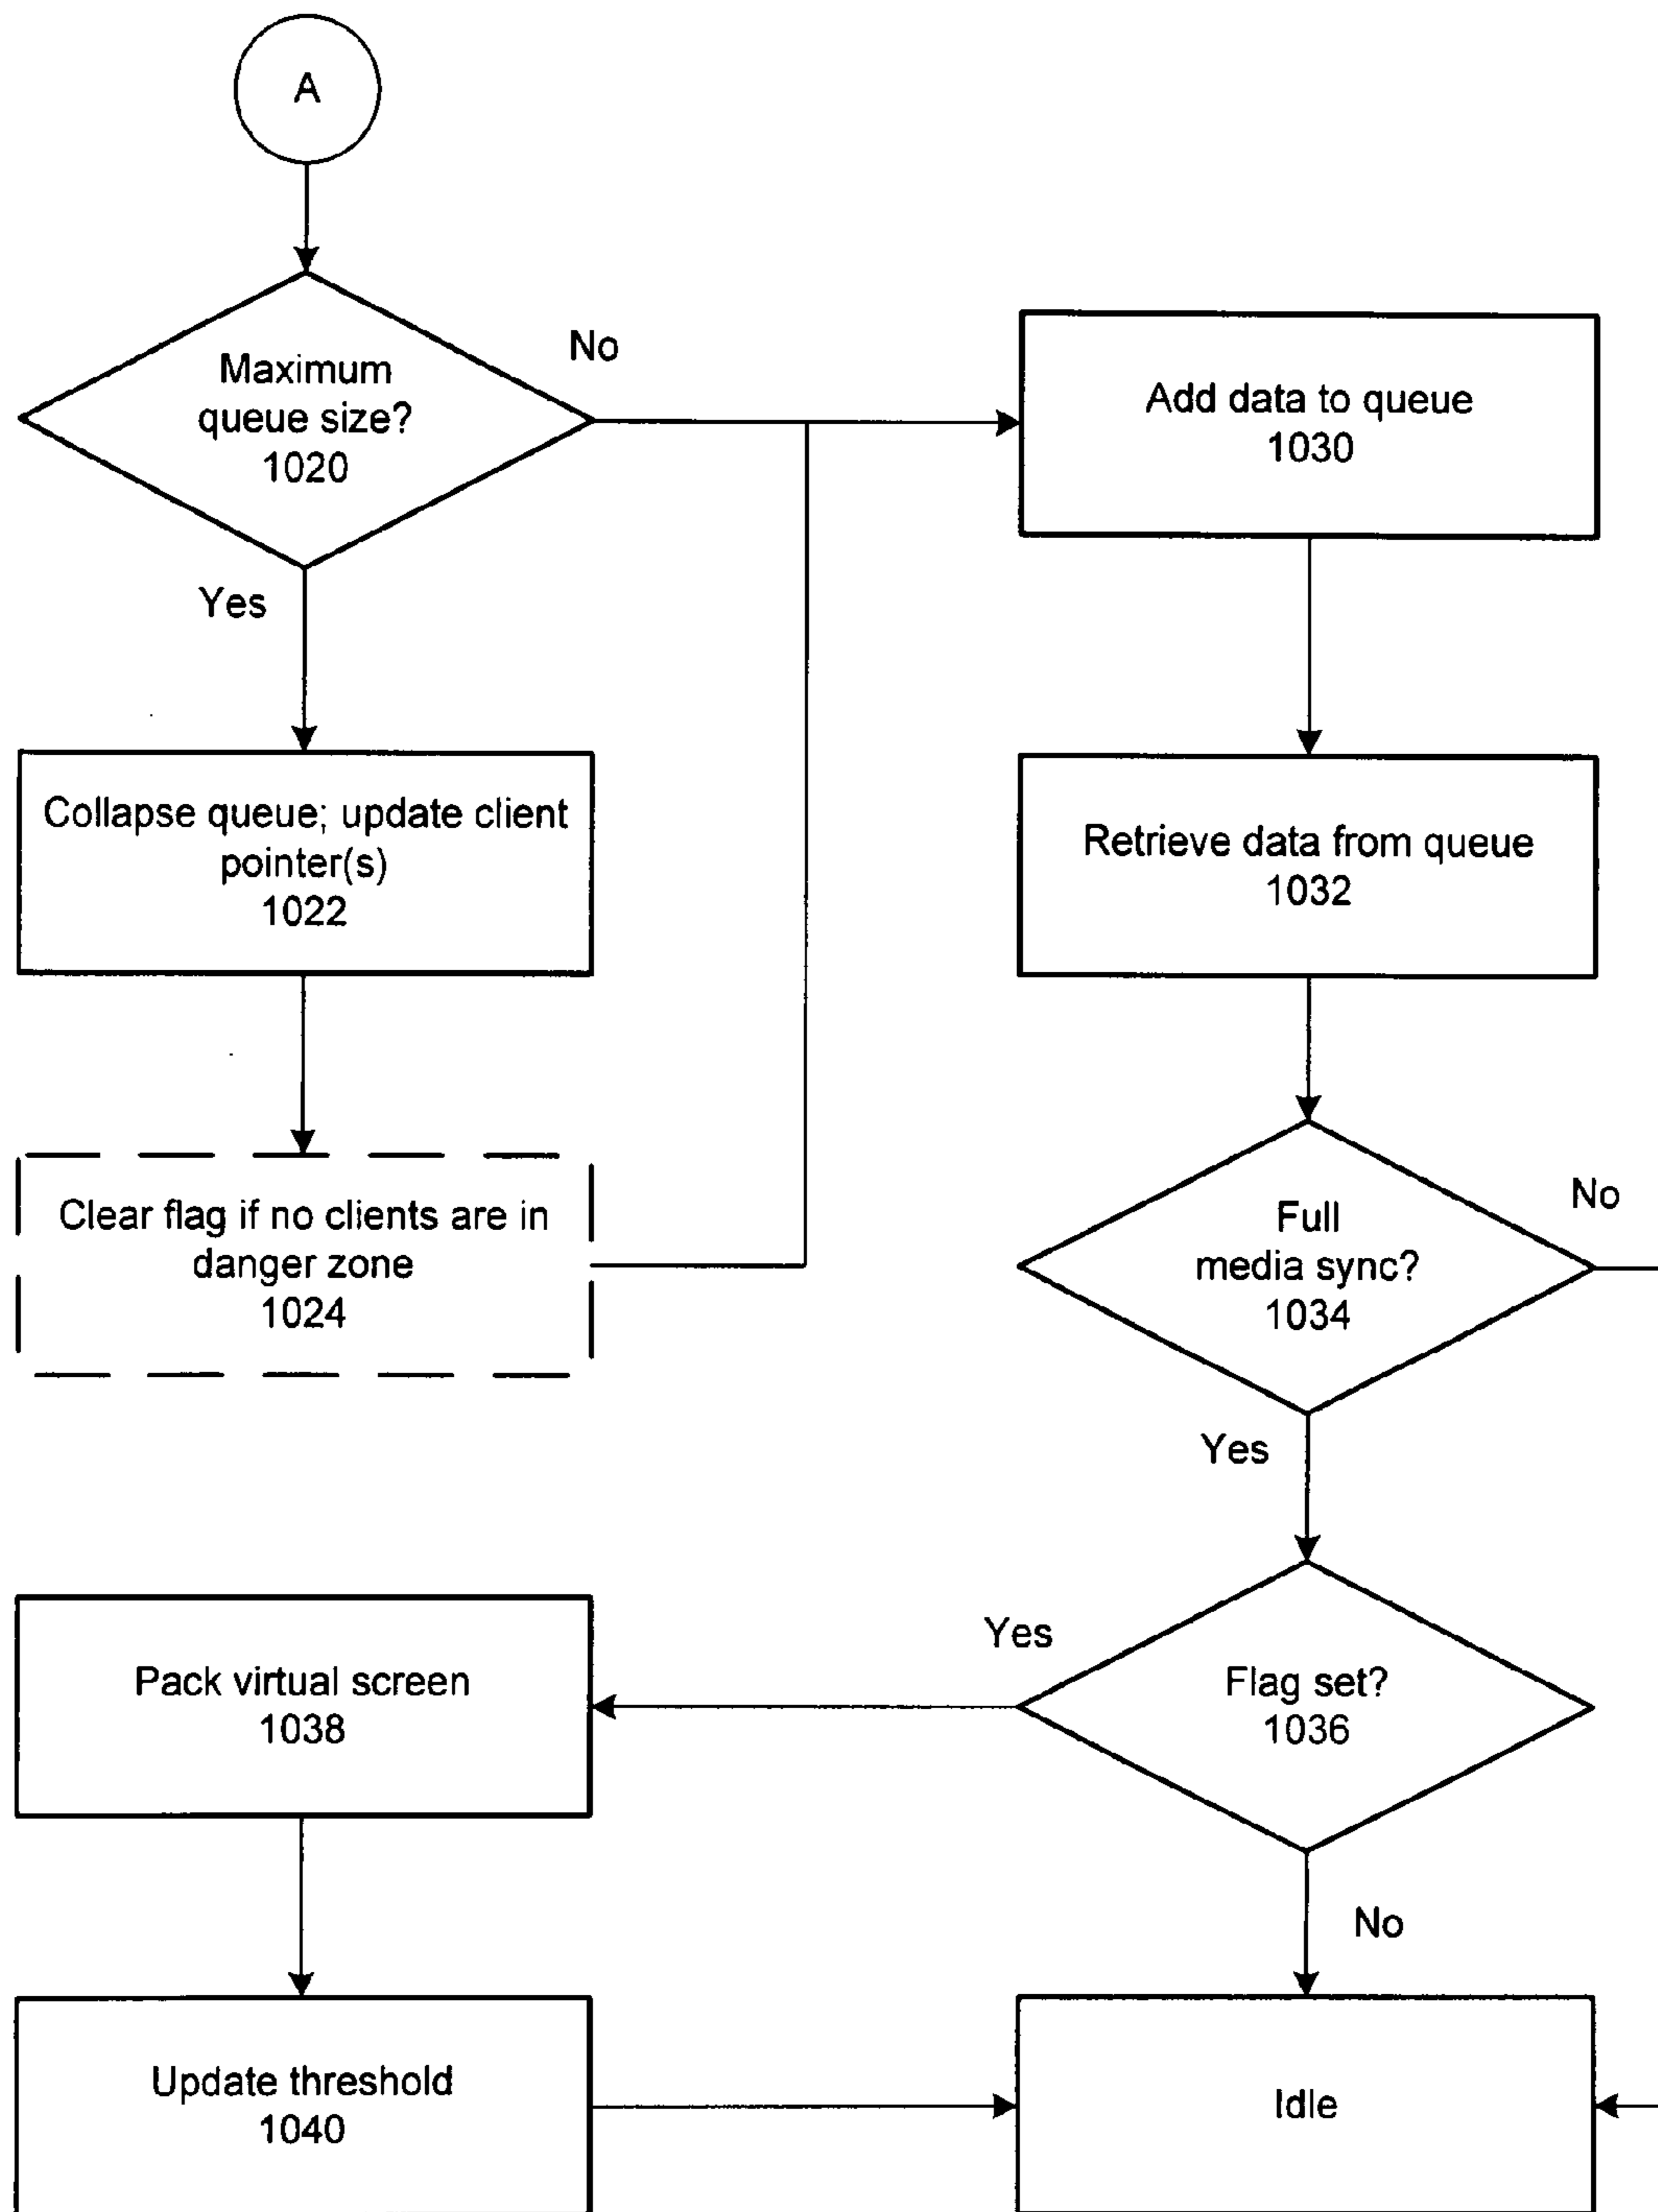 A
Maximum
queue size?
1020
No
Yes
Add data to queue
1030
Collapse queue; update client
pointer(s)
1022
Retrieve data from queue
1032
Clear flag if no clients are in
danger zone
1024
Full
media sync?
1034
No
Yes
Flag set?
1036
Yes
No
Pack virtual screen
1038
Update threshold
1040
Idle